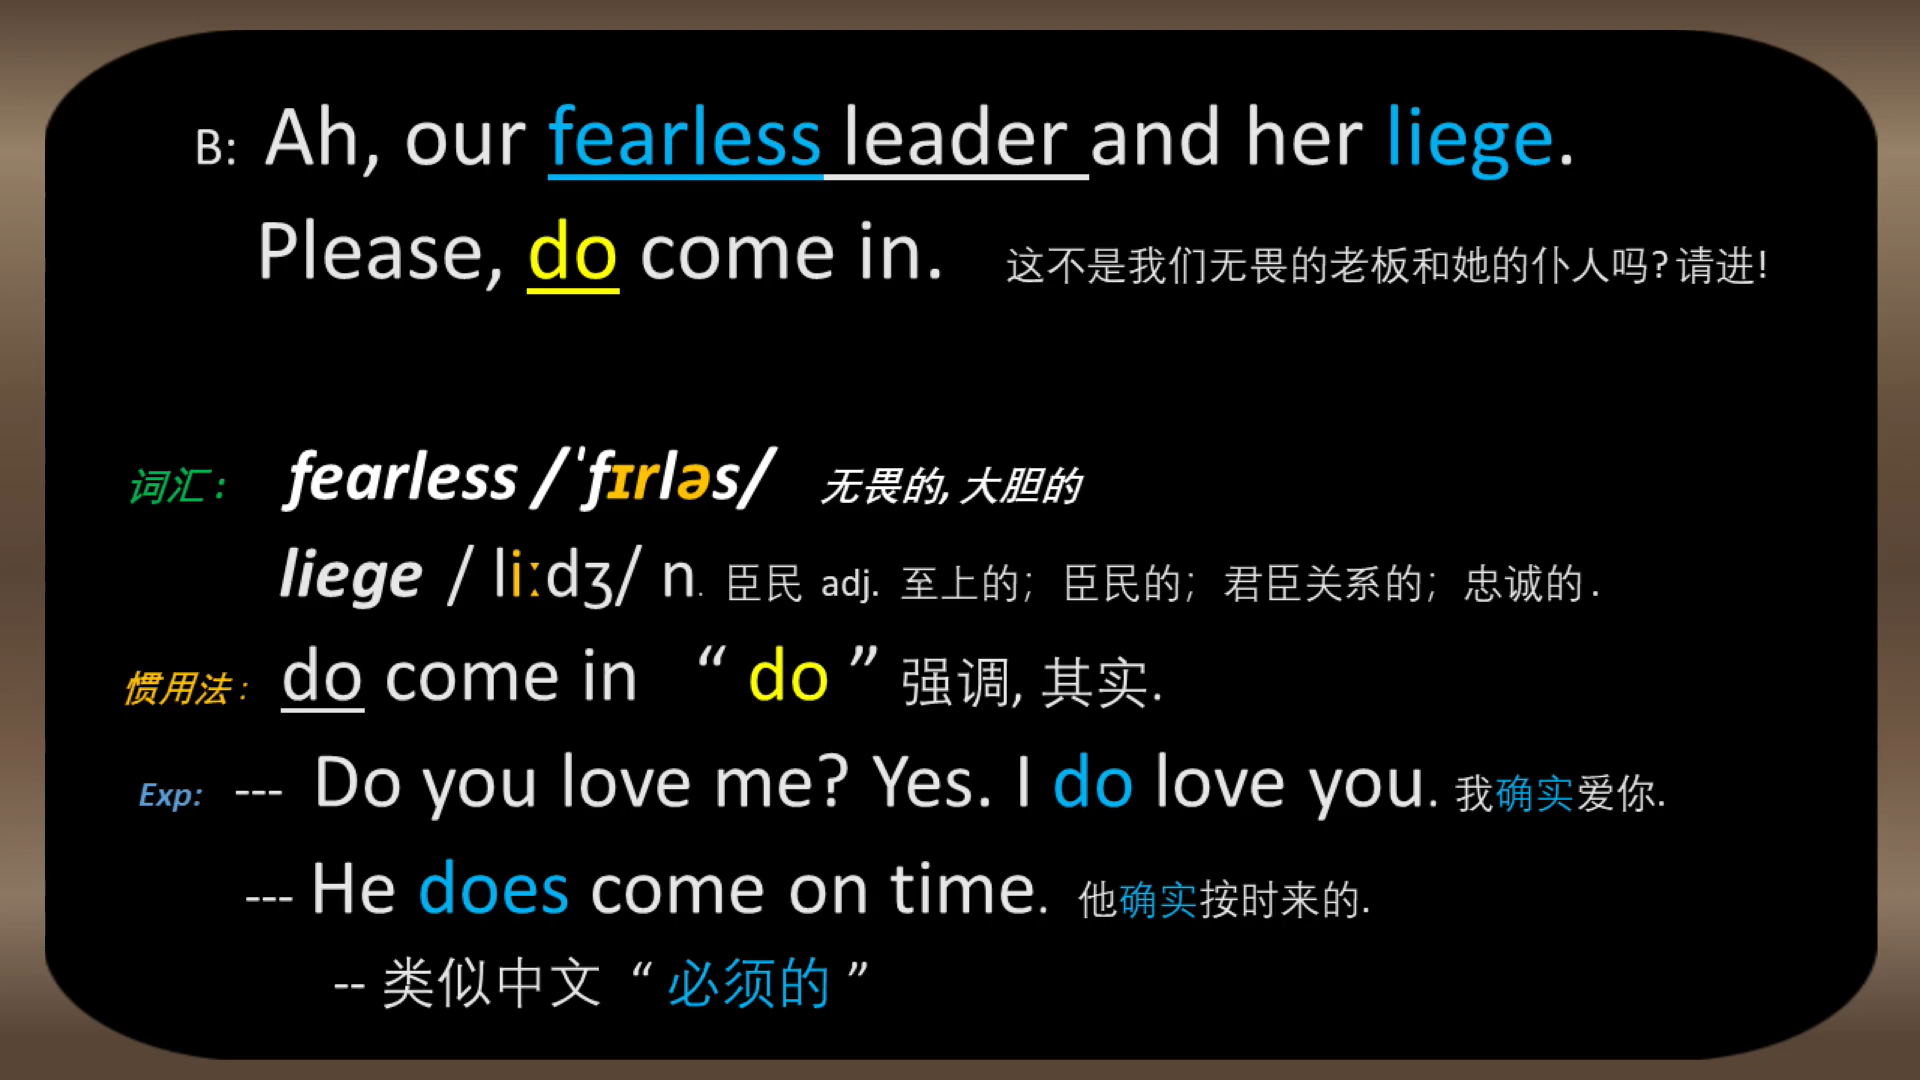 B: Ah, our fearless leader and her liege.
Please, do come in. 这不是我们无畏的老板和她的仆人吗?请进!
词汇: fearless /ˈfɪrləs/ 无畏的, 大胆的
liege / liːdʒ/ n. 臣民 adj. 至上的; 臣民的; 君臣关系的; 忠诚的.
惯用法: do come in “ do ” 强调, 其实.
Exp: --- Do you love me? Yes. I do love you. 我确实爱你.
--- He does come on time. 他确实按时来的.
-- 类似中文 “ 必须的 ”